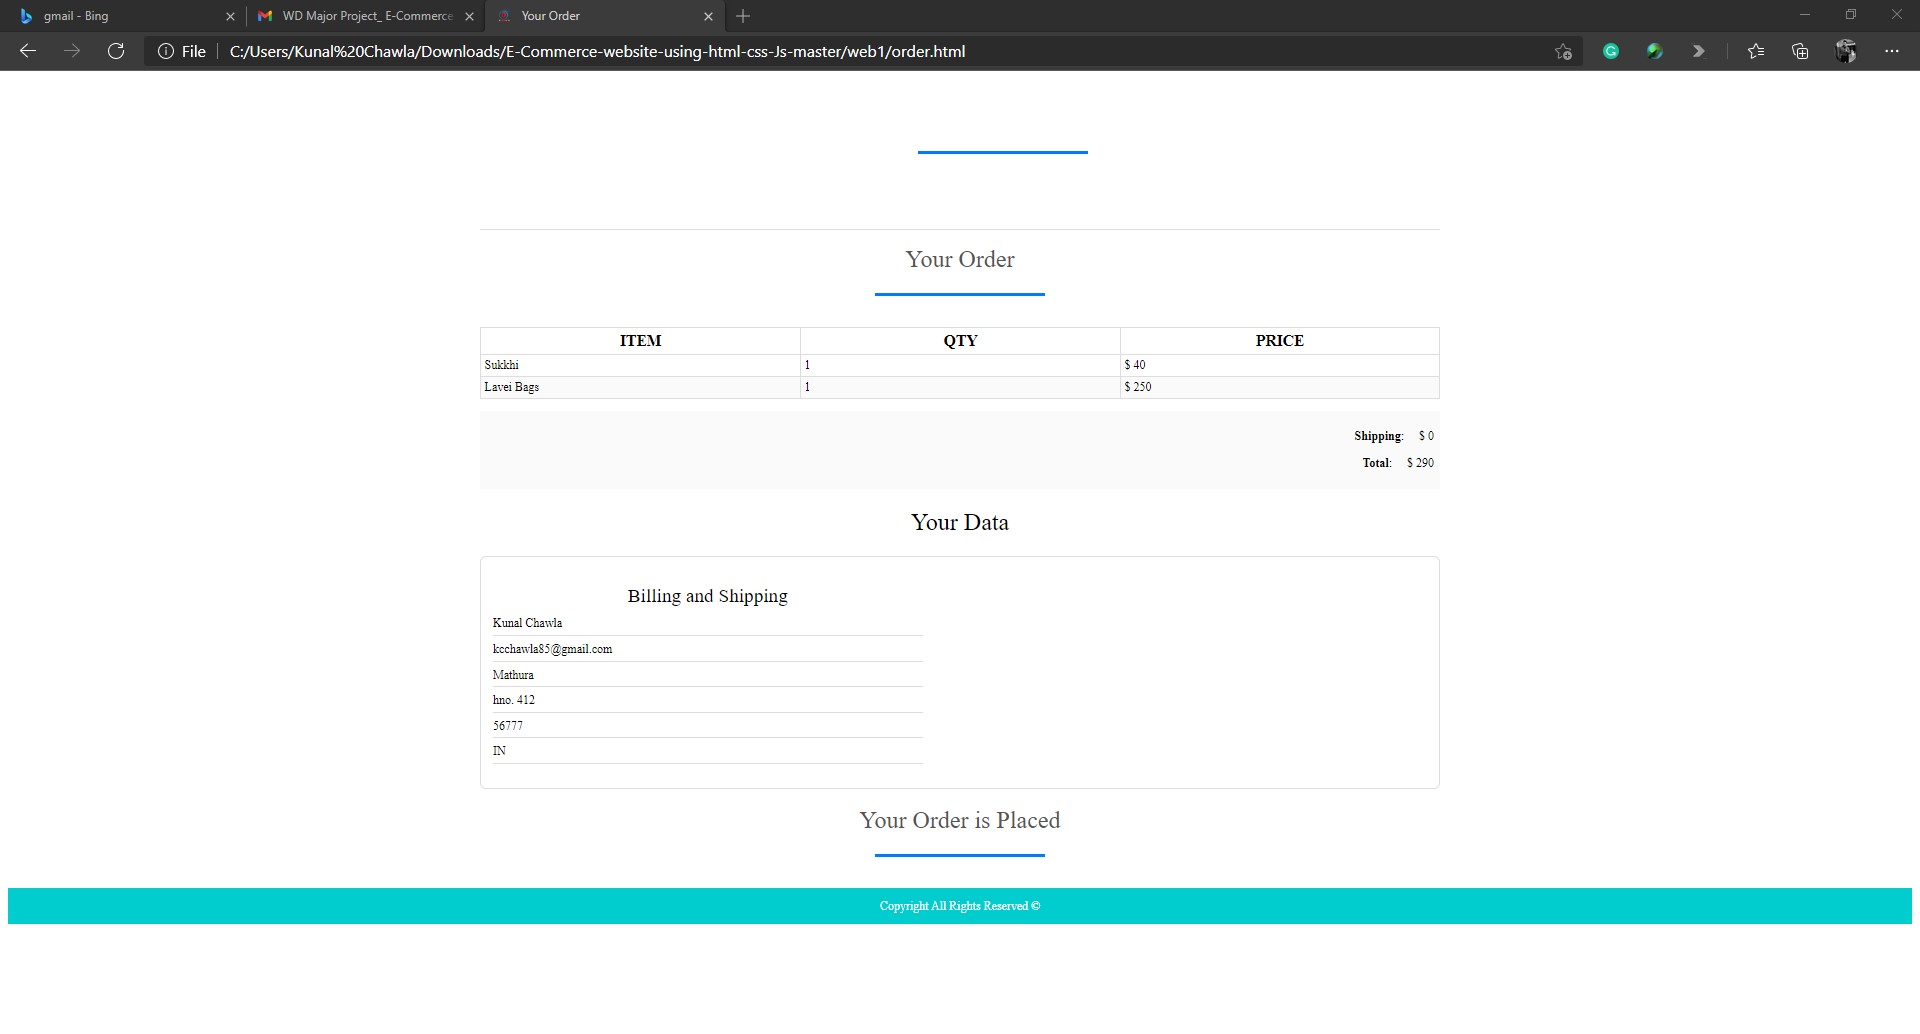 gmail - Bing
WD Major Project_ E-Commerce
Your Order
File
C:/Users/Kunal%20Chawla/Downloads/E-Commerce-website-using-html-css-Js-master/web1/order.html
Your Order
ITEM QTY PRICE
Sukkhi 1 $ 40
Lavei Bags 1 $ 250
Shipping: $ 0
Total: $ 290
Your Data
Billing and Shipping
Kunal Chawla
kcchawla85@gmail.com
Mathura
hno. 412
56777
IN
Your Order is Placed
Copyright All Rights Reserved ©